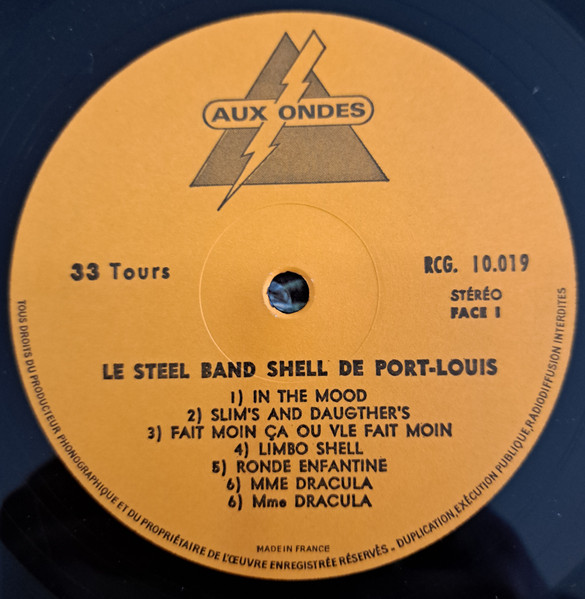 AUX ONDES
33 Tours
RCG. 10.019
STÉRÉO
FACE I
LE STEEL BAND SHELL DE PORT-LOUIS
1) IN THE MOOD
2) SLIM'S AND DAUGTHER'S
3) FAIT MOIN ÇA OU VLE FAIT MOIN
4) LIMBO SHELL
5) RONDE ENFANTINE
6) MME DRACULA
6) Mme DRACULA
MADE IN FRANCE
TOUS DROITS DU PRODUCTEUR PHONOGRAPHIQUE ET DU PROPRIÉTAIRE DE L'ŒUVRE ENREGISTRÉE RÉSERVÉS - DUPLICATION, EXÉCUTION PUBLIQUE, RADIODIFFUSION INTERDITES